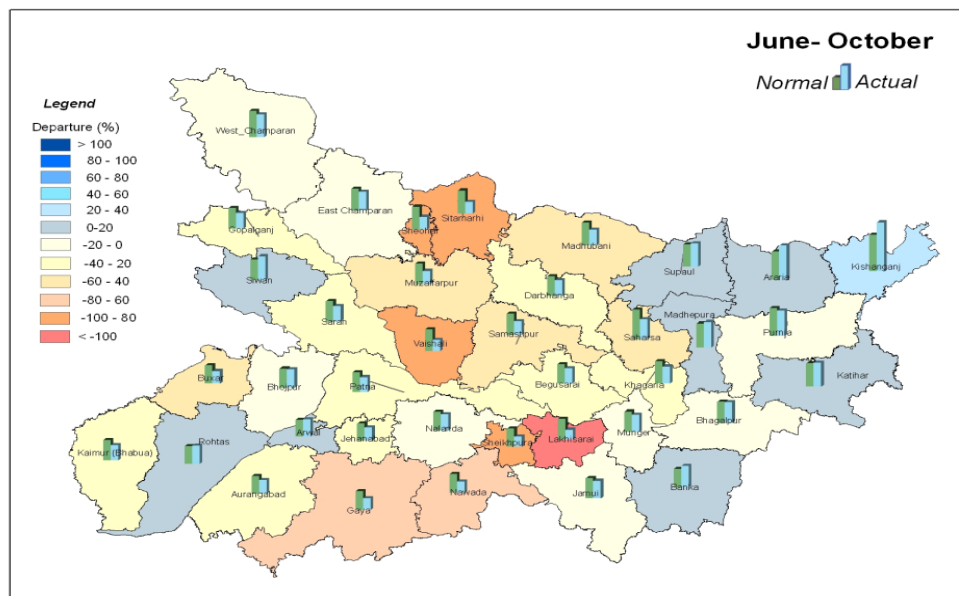 June- October
Normal Actual
Legend
Departure (%)
> 100
80 - 100
60 - 80
40 - 60
20 - 40
0-20
-20 - 0
-40 - 20
-60 - 40
-80 - 60
-100 - 80
< -100
West_Champaran
East Champaran
Sitamarhi
Sheohar
Gopalganj
Madhubani
Supaul
Araria
Kishanganj
Siwan
Muzaffarpur
Darbhanga
Saran
Madhepura
Purnia
Saharsa
Samastipur
Vaishali
Buxar
Bhojpur
Patna
Begusarai
Khagaria
Katihar
Bhagalpur
Nalanda
Munger
Arwal
Jehanabad
Lakhisarai
Sheikhpura
Rohtas
Kaimur (Bhabua)
Aurangabad
Gaya
Nawada
Jamui
Banka